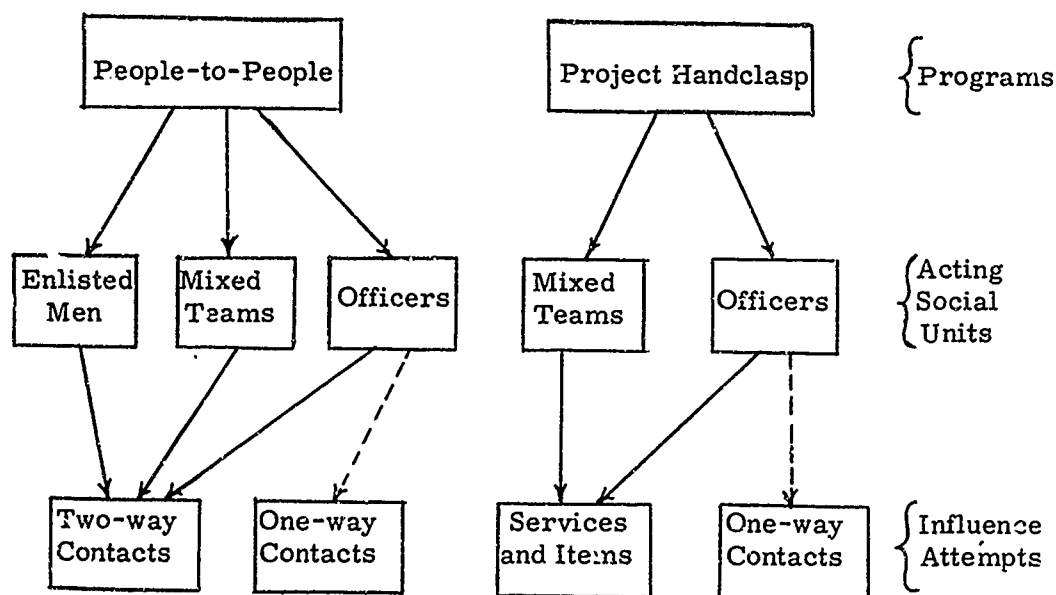 People-to-People
Project Handclasp
Programs
Enlisted
Men
Mixed
Teams
Officers
Mixed
Teams
Officers
Acting
Social
Units
Two-way
Contacts
One-way
Contacts
Services
and Items
One-way
Contacts
Influence
Attempts